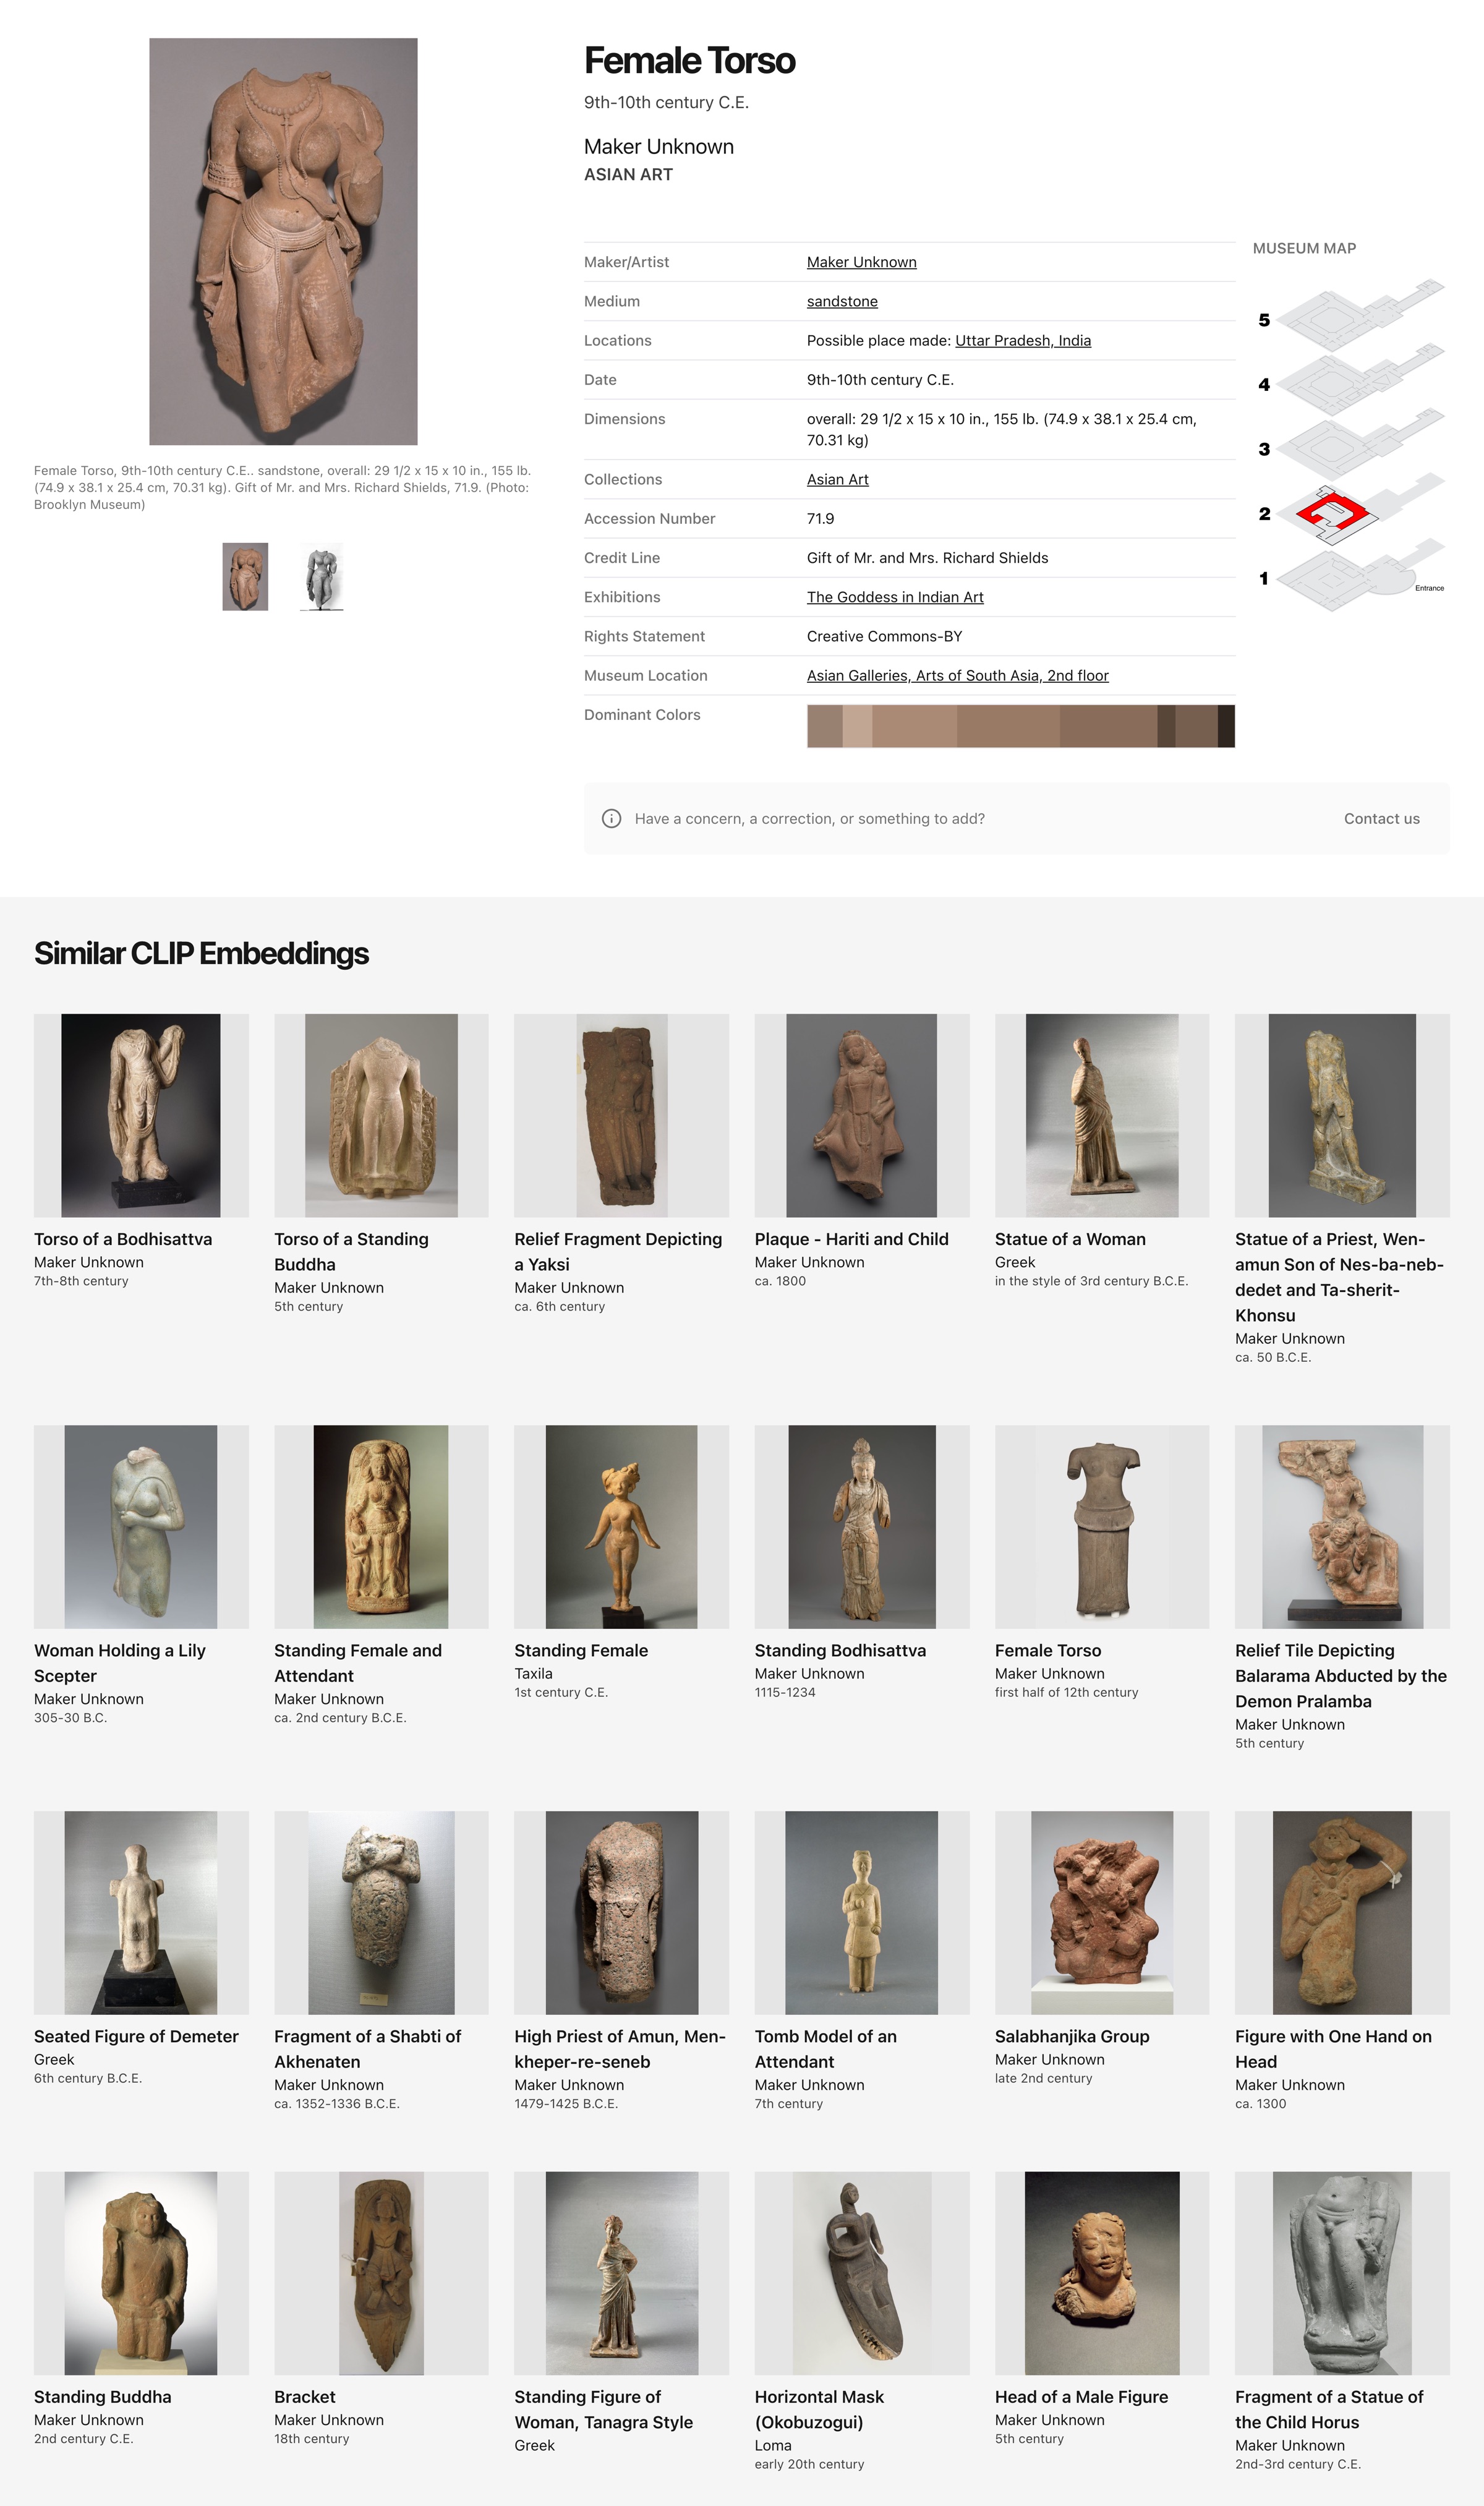 Female Torso
9th-10th century C.E.
Maker Unknown
ASIAN ART
Maker/Artist
Maker Unknown
Medium
sandstone
Locations
Possible place made: Uttar Pradesh, India
Date
9th-10th century C.E.
Dimensions
overall: 29 1/2 x 15 x 10 in., 155 lb. (74.9 x 38.1 x 25.4 cm,
70.31 kg)
Collections
Asian Art
Accession Number
71.9
Credit Line
Gift of Mr. and Mrs. Richard Shields
Exhibitions
The Goddess in Indian Art
Rights Statement
Creative Commons-BY
Museum Location
Asian Galleries, Arts of South Asia, 2nd floor
Dominant Colors
MUSEUM MAP
5
4
3
2
1
Entrance
Female Torso, 9th-10th century C.E.. sandstone, overall: 29 1/2 x 15 x 10 in., 155 lb.
(74.9 x 38.1 x 25.4 cm, 70.31 kg). Gift of Mr. and Mrs. Richard Shields, 71.9. (Photo:
Brooklyn Museum)
Have a concern, a correction, or something to add?
Contact us
Similar CLIP Embeddings
Torso of a Bodhisattva
Maker Unknown
7th-8th century
Torso of a Standing
Buddha
Maker Unknown
5th century
Relief Fragment Depicting
a Yaksi
Maker Unknown
ca. 6th century
Plaque - Hariti and Child
Maker Unknown
ca. 1800
Statue of a Woman
Greek
in the style of 3rd century B.C.E.
Statue of a Priest, Wen-
amun Son of Nes-ba-neb-
dedet and Ta-sherit-
Khonsu
Maker Unknown
ca. 50 B.C.E.
Woman Holding a Lily
Scepter
Maker Unknown
305-30 B.C.
Standing Female and
Attendant
Maker Unknown
ca. 2nd century B.C.E.
Standing Female
Taxila
1st century C.E.
Standing Bodhisattva
Maker Unknown
1115-1234
Female Torso
Maker Unknown
first half of 12th century
Relief Tile Depicting
Balarama Abducted by the
Demon Pralamba
Maker Unknown
5th century
Seated Figure of Demeter
Greek
6th century B.C.E.
Fragment of a Shabti of
Akhenaten
Maker Unknown
ca. 1352-1336 B.C.E.
High Priest of Amun, Men-
kheper-re-seneb
Maker Unknown
1479-1425 B.C.E.
Tomb Model of an
Attendant
Maker Unknown
7th century
Salabhanjika Group
Maker Unknown
late 2nd century
Figure with One Hand on
Head
Maker Unknown
ca. 1300
Standing Buddha
Maker Unknown
2nd century C.E.
Bracket
Maker Unknown
18th century
Standing Figure of
Woman, Tanagra Style
Greek
Horizontal Mask
(Okobuzogui)
Loma
early 20th century
Head of a Male Figure
Maker Unknown
5th century
Fragment of a Statue of
the Child Horus
Maker Unknown
2nd-3rd century C.E.